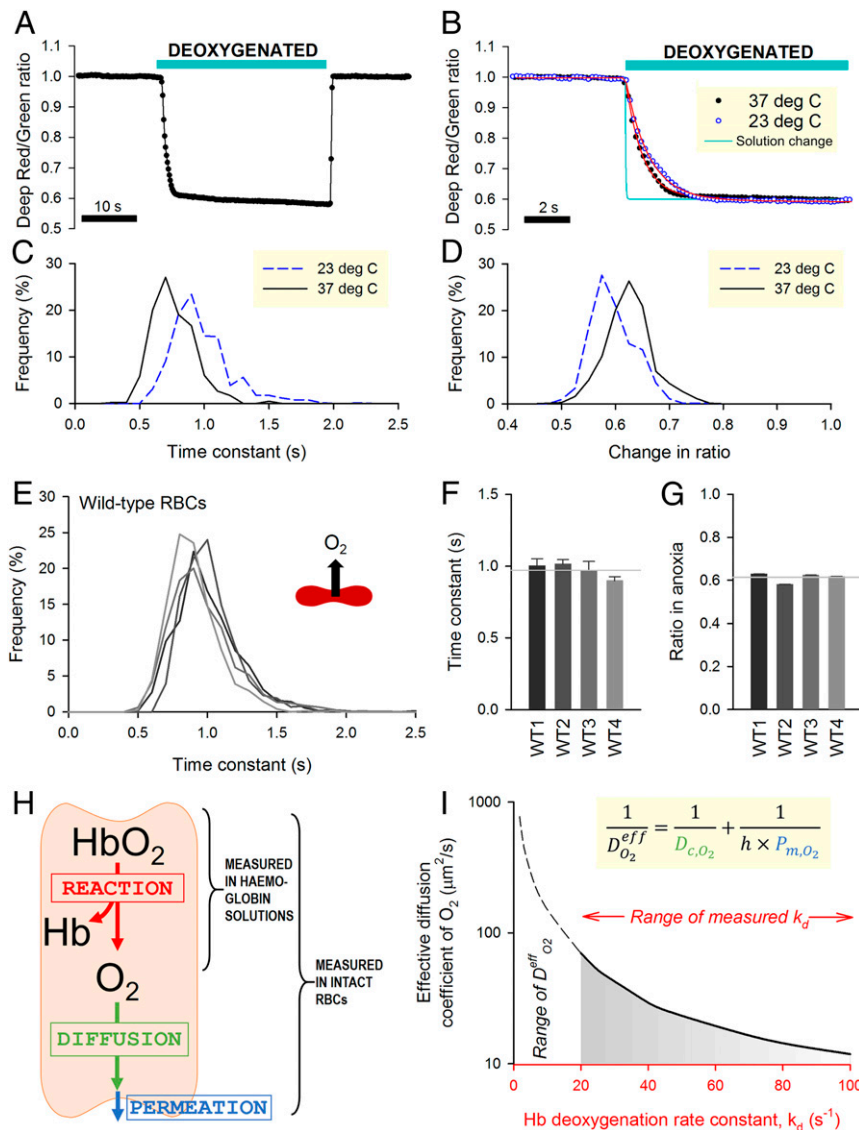 A
DEOXYGENATED
Deep Red/Green ratio
1.1
1.0
0.9
0.8
0.7
0.6
0.5
10 s
B
DEOXYGENATED
Deep Red/Green ratio
1.1
1.0
0.9
0.8
0.7
0.6
0.5
37 deg C
23 deg C
Solution change
2 s
C
Frequency (%)
30
20
10
0
23 deg C
37 deg C
0.0 0.5 1.0 1.5 2.0 2.5
Time constant (s)
D
Frequency (%)
30
20
10
0
23 deg C
37 deg C
0.4 0.5 0.6 0.7 0.8 0.9 1.0
Change in ratio
E
Wild-type RBCs
Frequency (%)
30
25
20
15
10
5
0
O2
0.0 0.5 1.0 1.5 2.0 2.5
Time constant (s)
F
Time constant (s)
1.5
1.0
0.5
0.0
WT1 WT2 WT3 WT4
G
Ratio in anoxia
1.0
0.8
0.6
0.4
0.2
0.0
WT1 WT2 WT3 WT4
H
HbO2
REACTION
Hb
O2
DIFFUSION
PERMEATION
MEASURED
IN HAEMO-
GLOBIN
SOLUTIONS
MEASURED
IN INTACT
RBCs
I
Effective diffusion
coefficient of O2 (μm²/s)
1000
100
10
1/D_O2^eff = 1/D_c,O2 + 1/(h × P_m,O2)
Range of measured kd
Range of D^eff_O2
0 20 40 60 80 100
Hb deoxygenation rate constant, kd (s⁻¹)